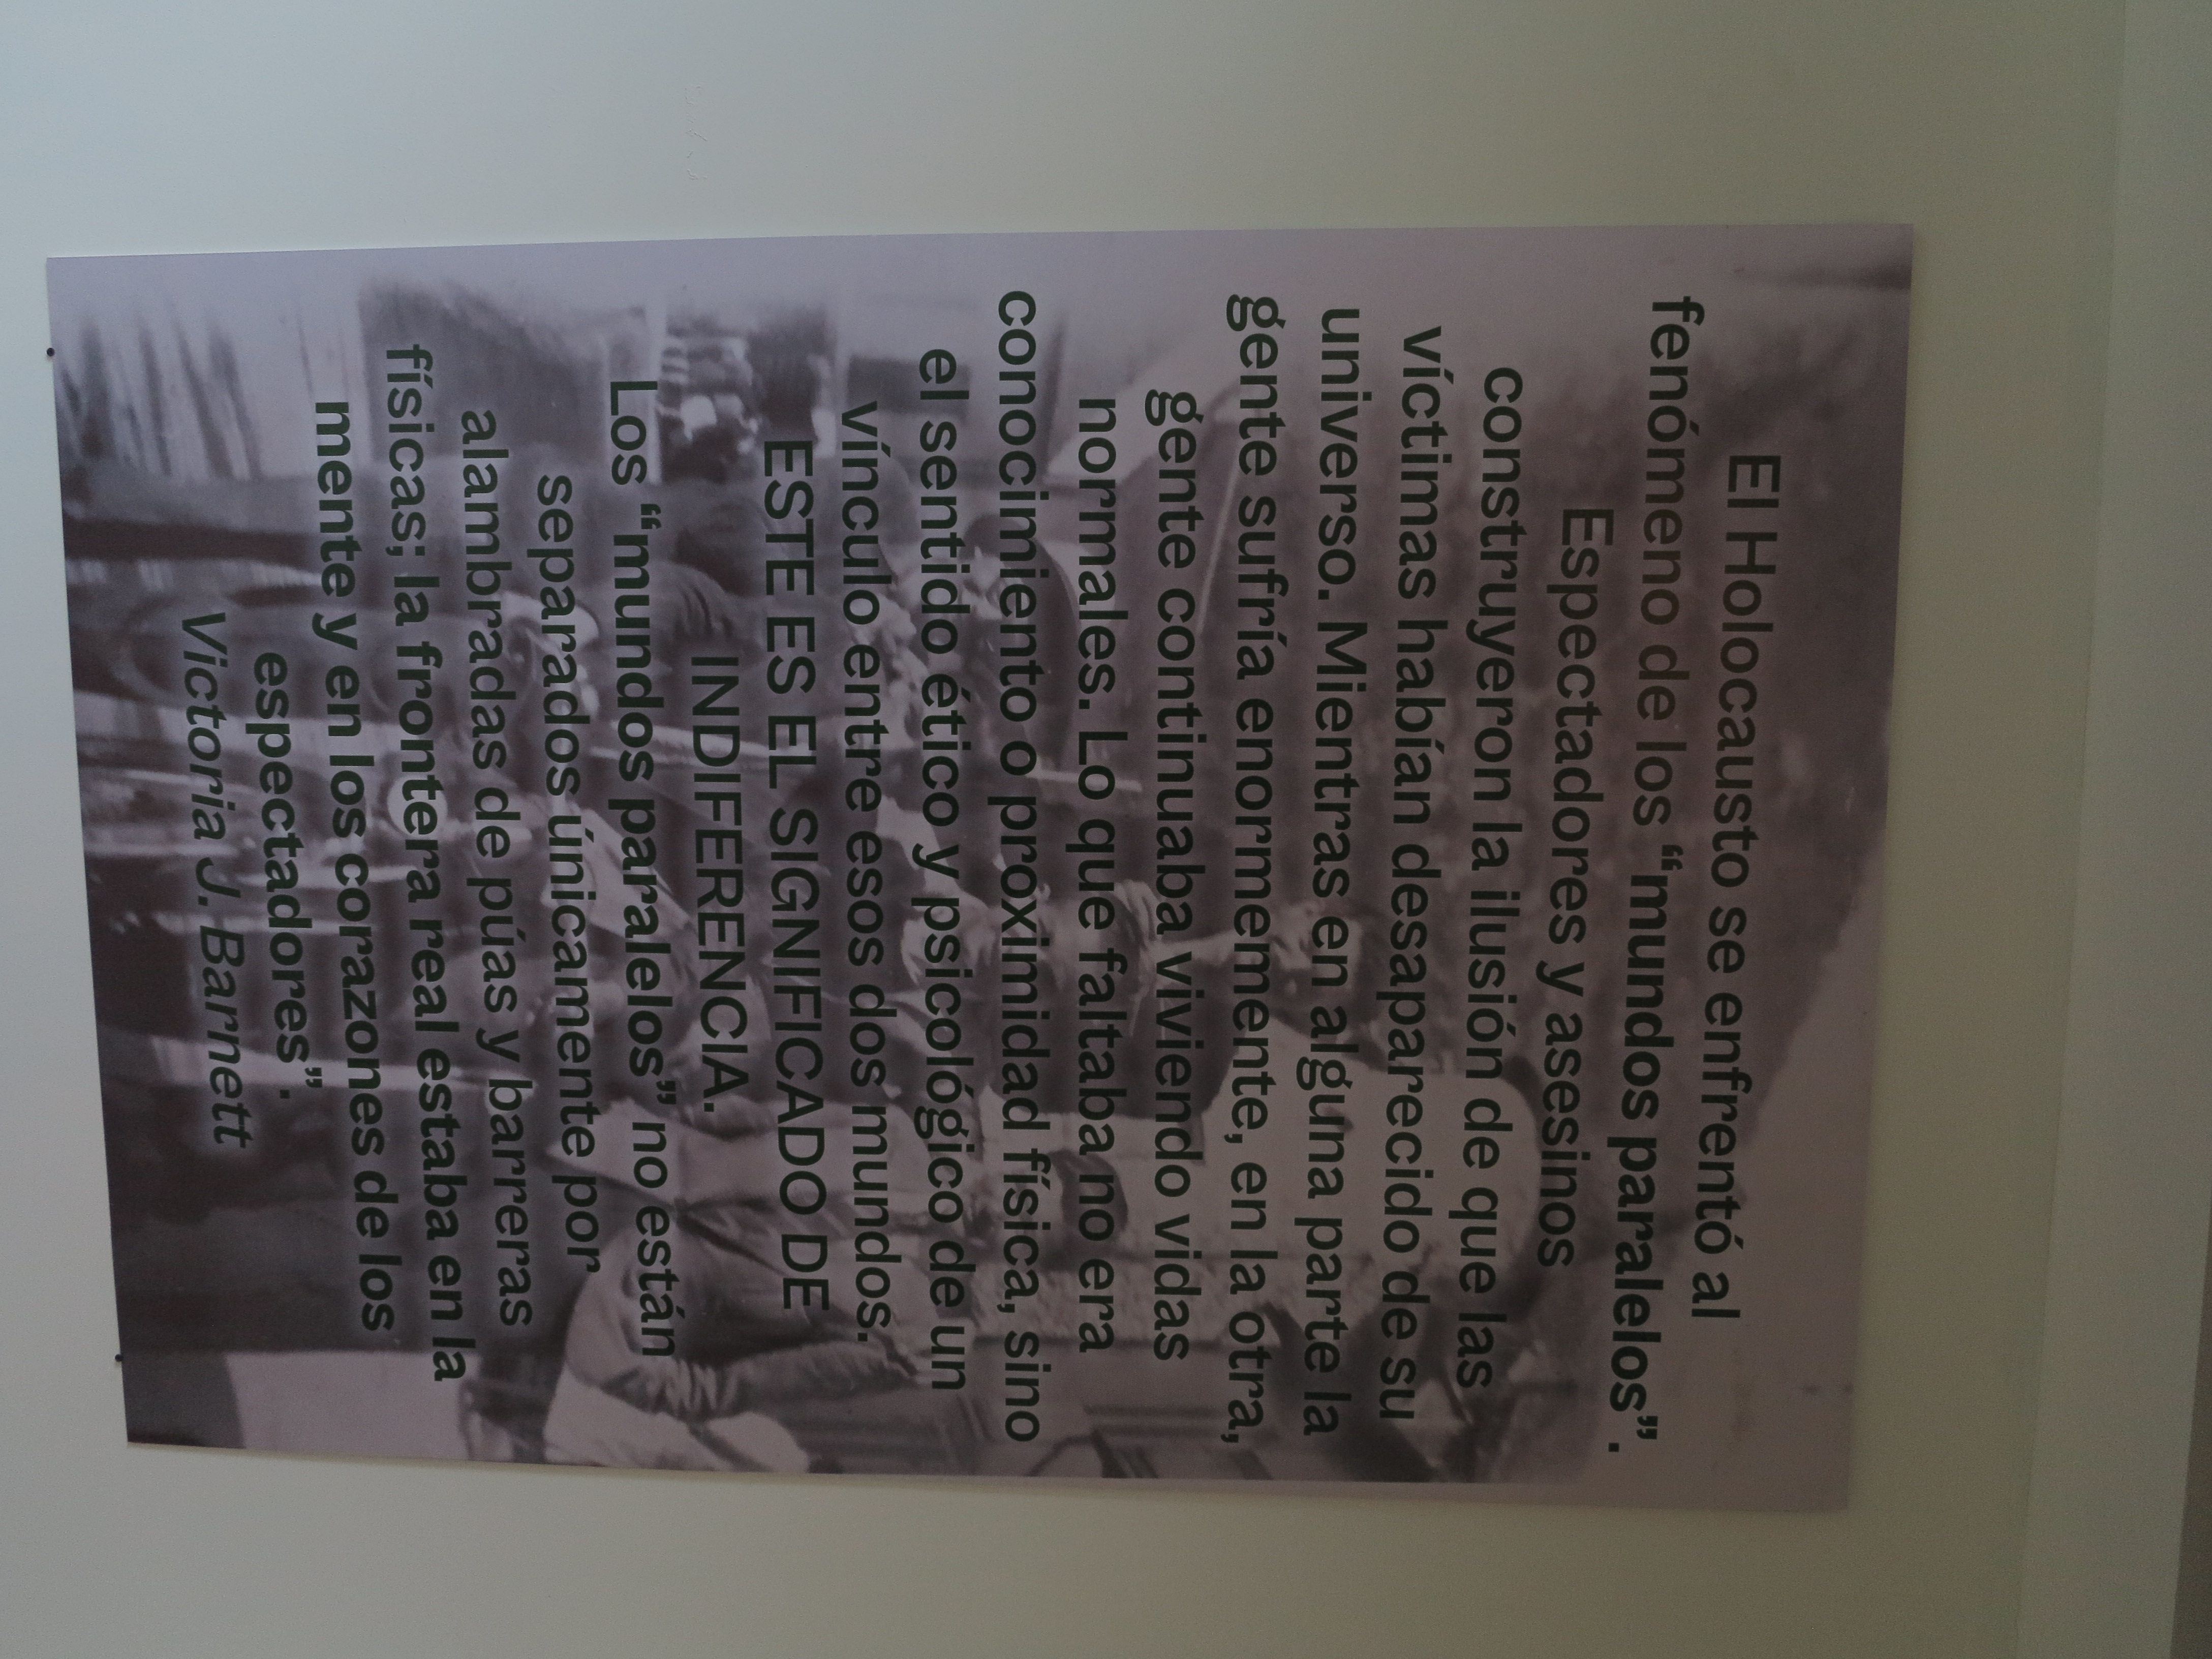 El Holocausto se enfrentó al
fenómeno de los “mundos paralelos”.
Espectadores y asesinos
construyeron la ilusión de que las
víctimas habían desaparecido de su
universo. Mientras en alguna parte la
gente sufría enormemente, en la otra,
gente continuaba viviendo vidas
normales. Lo que faltaba no era
conocimiento o proximidad física, sino
el sentido ético y psicológico de un
vínculo entre esos dos mundos.
ESTE ES EL SIGNIFICADO DE
INDIFERENCIA.
Los “mundos paralelos” no están
separados únicamente por
alambradas de púas y barreras
físicas; la frontera real estaba en la
mente y en los corazones de los
espectadores”.
Victoria J. Barnett